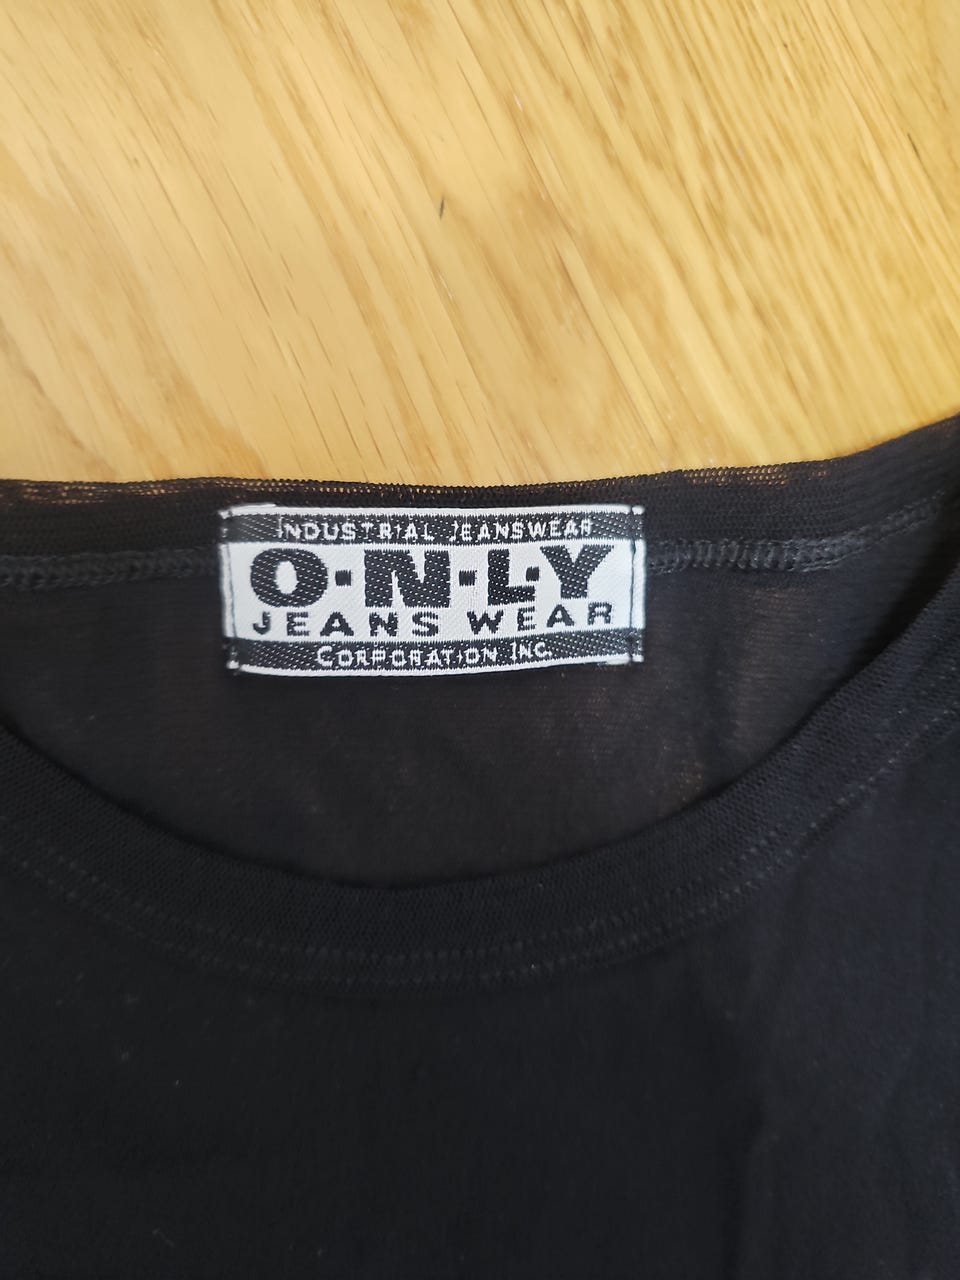 INDUSTRIAL JEANSWEAR
O·N·L·Y
JEANS WEAR
CORPORATION INC.